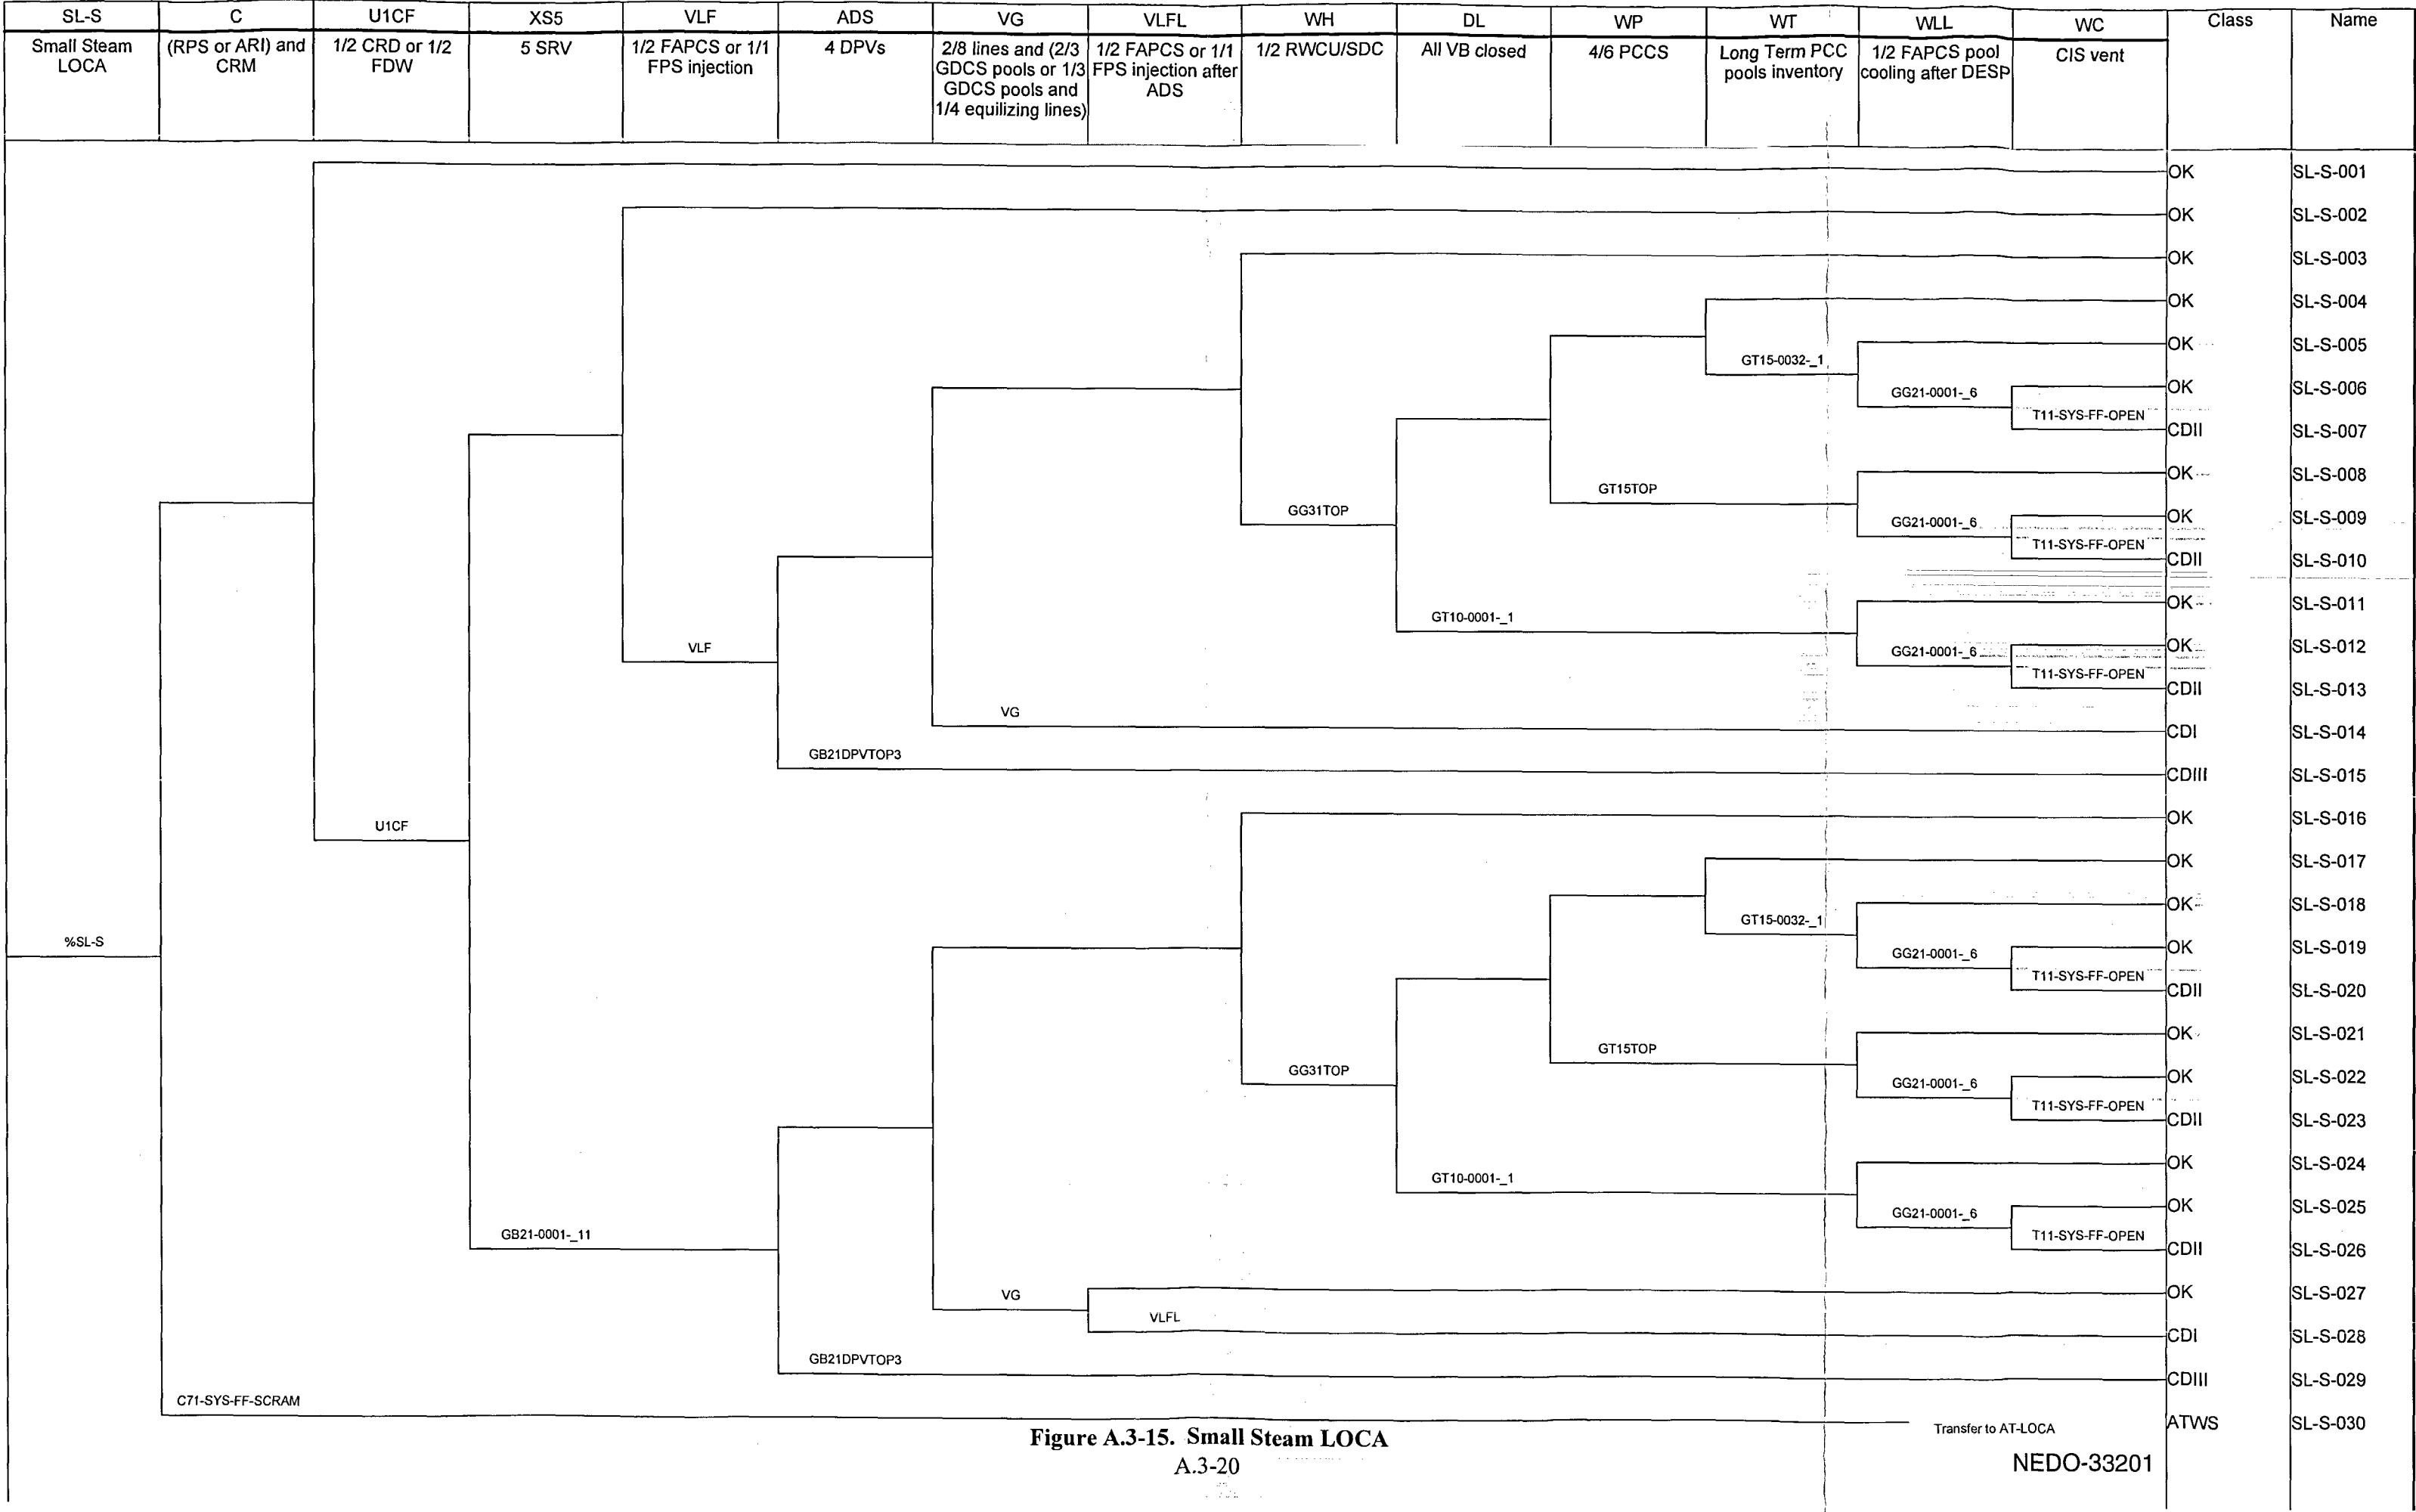 SL-S C U1CF XS5 VLF ADS VG VLFL WH DL WP WT WLL WC Class Name
Small Steam LOCA
(RPS or ARI) and CRM
1/2 CRD or 1/2 FDW
5 SRV
1/2 FAPCS or 1/1 FPS injection
4 DPVs
2/8 lines and (2/3 GDCS pools or 1/3 GDCS pools and 1/4 equilizing lines)
1/2 FAPCS or 1/1 FPS injection after ADS
1/2 RWCU/SDC
All VB closed
4/6 PCCS
Long Term PCC pools inventory
1/2 FAPCS pool cooling after DESP
CIS vent
OK SL-S-001
OK SL-S-002
OK SL-S-003
OK SL-S-004
OK SL-S-005
GT15-0032-_1
OK SL-S-006
GG21-0001-_6
T11-SYS-FF-OPEN
CDII SL-S-007
OK SL-S-008
GT15TOP
GG31TOP
OK SL-S-009
GG21-0001-_6
T11-SYS-FF-OPEN
CDII SL-S-010
OK SL-S-011
GT10-0001-_1
OK SL-S-012
VLF
GG21-0001-_6
T11-SYS-FF-OPEN
CDII SL-S-013
VG
CDI SL-S-014
GB21DPVTOP3
CDIII SL-S-015
U1CF
OK SL-S-016
OK SL-S-017
OK SL-S-018
GT15-0032-_1
%SL-S
OK SL-S-019
GG21-0001-_6
T11-SYS-FF-OPEN
CDII SL-S-020
OK SL-S-021
GT15TOP
GG31TOP
OK SL-S-022
GG21-0001-_6
T11-SYS-FF-OPEN
CDII SL-S-023
OK SL-S-024
GT10-0001-_1
OK SL-S-025
GG21-0001-_6
GB21-0001-_11
T11-SYS-FF-OPEN
CDII SL-S-026
OK SL-S-027
VG
VLFL
CDI SL-S-028
GB21DPVTOP3
CDIII SL-S-029
C71-SYS-FF-SCRAM
Transfer to AT-LOCA
ATWS SL-S-030
Figure A.3-15. Small Steam LOCA
A.3-20
NEDO-33201